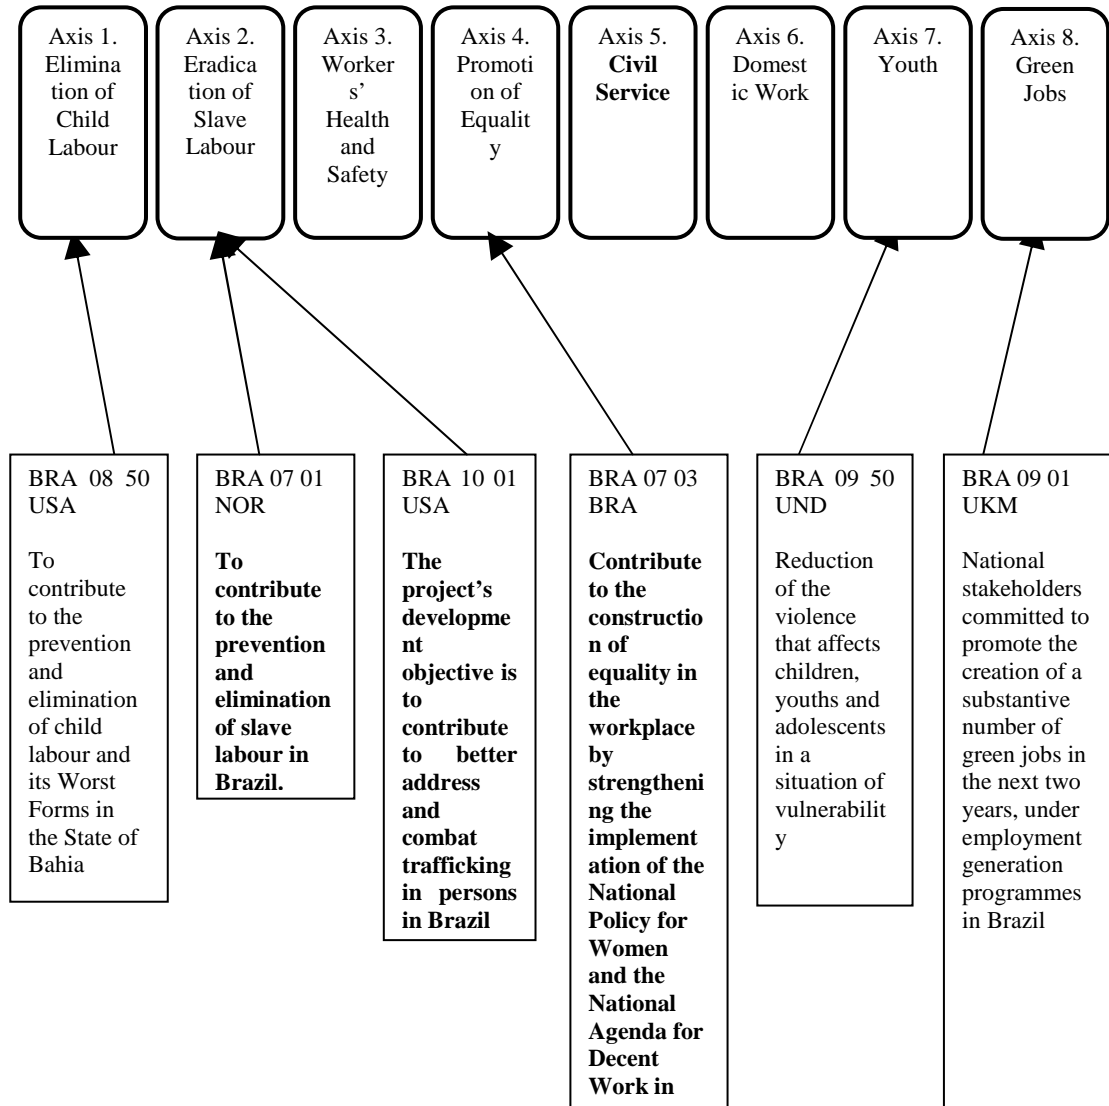 Axis 1.
Elimina
tion of
Child
Labour
Axis 2.
Eradica
tion of
Slave
Labour
Axis 3.
Worker
s’
Health
and
Safety
Axis 4.
Promoti
on of
Equalit
y
Axis 5.
Civil
Service
Axis 6.
Domest
ic Work
Axis 7.
Youth
Axis 8.
Green
Jobs
BRA 08 50
USA
To
contribute
to the
prevention
and
elimination
of child
labour and
its Worst
Forms in
the State of
Bahia
BRA 07 01
NOR
To
contribute
to the
prevention
and
elimination
of slave
labour in
Brazil.
BRA 10 01
USA
The
project’s
developme
nt
objective is
to
contribute
to better
address
and
combat
trafficking
in persons
in Brazil
BRA 07 03
BRA
Contribute
to the
constructio
n of
equality in
the
workplace
by
strengtheni
ng the
implement
ation of the
National
Policy for
Women
and the
National
Agenda for
Decent
Work in
BRA 09 50
UND
Reduction
of the
violence
that affects
children,
youths and
adolescents
in a
situation of
vulnerabilit
y
BRA 09 01
UKM
National
stakeholders
committed to
promote the
creation of a
substantive
number of
green jobs in
the next two
years, under
employment
generation
programmes
in Brazil